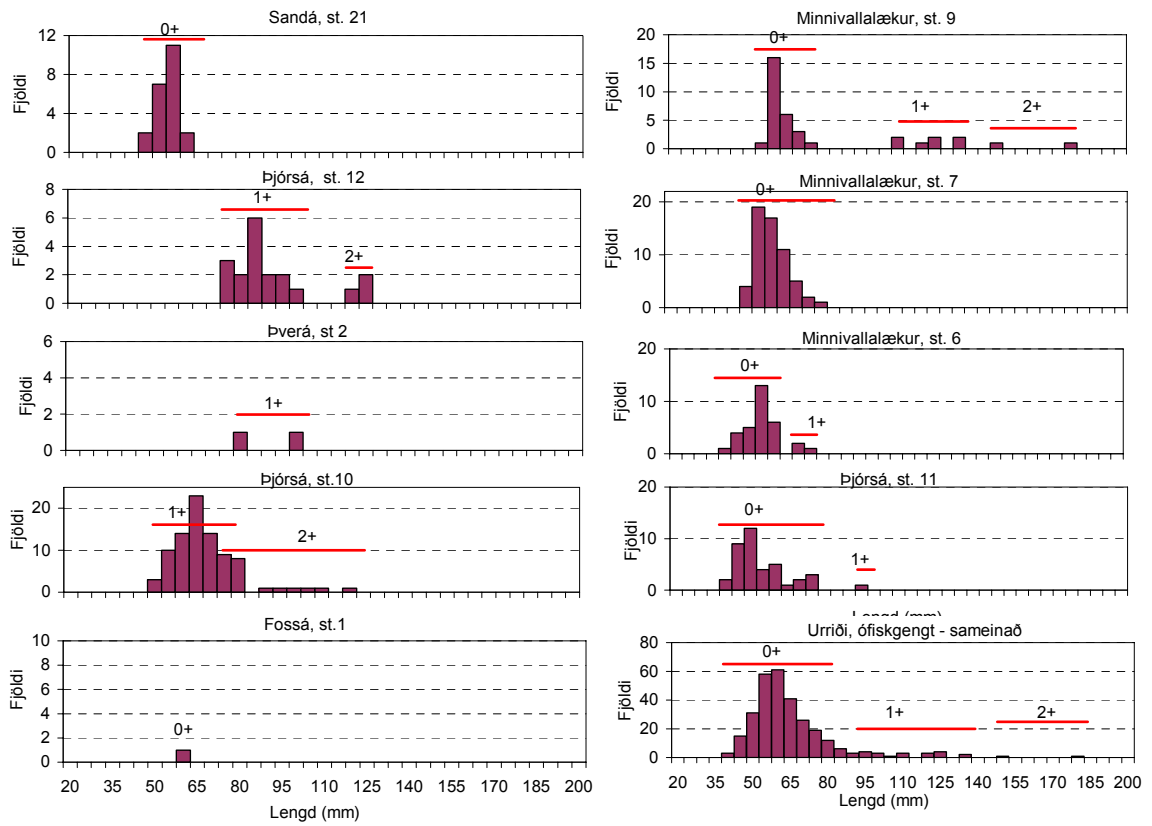 Sandá, st. 21
0+
12
8
4
0
Fjöldi
Þjórsá, st. 12
1+
2+
8
6
4
2
0
Fjöldi
Þverá, st 2
1+
6
4
2
0
Fjöldi
Þjórsá, st.10
1+
2+
20
10
0
Fjöldi
Fossá, st.1
0+
10
8
6
4
2
0
Fjöldi
20 35 50 65 80 95 110 125 140 155 170 185 200
Lengd (mm)
Minnivallalækur, st. 9
0+
1+
2+
20
15
10
5
0
Fjöldi
Minnivallalækur, st. 7
0+
20
10
0
Fjöldi
Minnivallalækur, st. 6
0+
1+
20
10
0
Fjöldi
Þjórsá, st. 11
0+
1+
20
10
0
Fjöldi
Lengd (mm)
Urriði, ófiskgengt - sameinað
0+
1+
2+
80
60
40
20
0
Fjöldi
20 35 50 65 80 95 110 125 140 155 170 185 200
Lengd (mm)